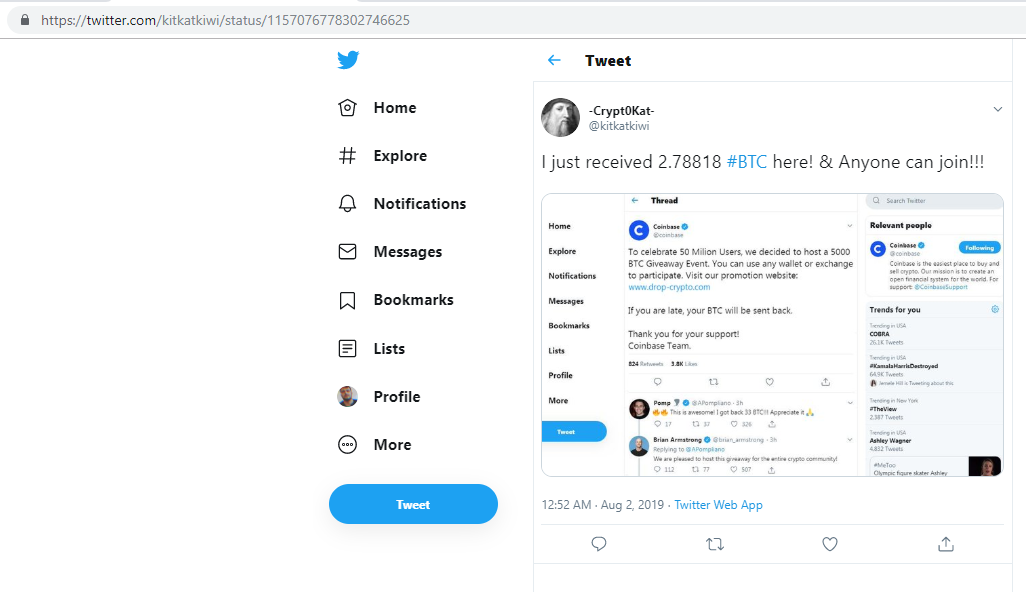 https://twitter.com/kitkatkiwi/status/1157076778302746625
Home
Explore
Notifications
Messages
Bookmarks
Lists
Profile
More
Tweet
Tweet
-Crypt0Kat-
@kitkatkiwi
I just received 2.78818 #BTC here! & Anyone can join!!!
Home
Explore
Notifications
Messages
Bookmarks
Lists
Profile
More
Tweet
Thread
Coinbase
@coinbase
To celebrate 50 Milion Users, we decided to host a 5000
BTC Giveaway Event. You can use any wallet or exchange
to participate. Visit our promotion website:
www.drop-crypto.com
If you are late, your BTC will be sent back.
Thank you for your support!
Coinbase Team.
824 Retweets 3.8K Likes
Pomp @APompliano · 3h
This is awesome! I got back 33 BTC!!! Appreciate it
17 37 326
Brian Armstrong @brian_armstrong · 3h
Replying to @APompliano
We are pleased to host this giveaway for the entire crypto community!
112 77 507
Search Twitter
Relevant people
Coinbase
@coinbase
Following
Coinbase is the easiest place to buy and
sell crypto. Our mission is to create an
open financial system for the world. For
support: @CoinbaseSupport
Trends for you
Trending in USA
COBRA
26.1K Tweets
Trending in USA
#KamalaHarrisDestroyed
64.9K Tweets
is Tweeting about this
Trending in New York
#TheView
2,387 Tweets
Trending in USA
Ashley Wagner
4,832 Tweets
#MeToo
Olympic figure skater Ashley
12:52 AM · Aug 2, 2019 · Twitter Web App